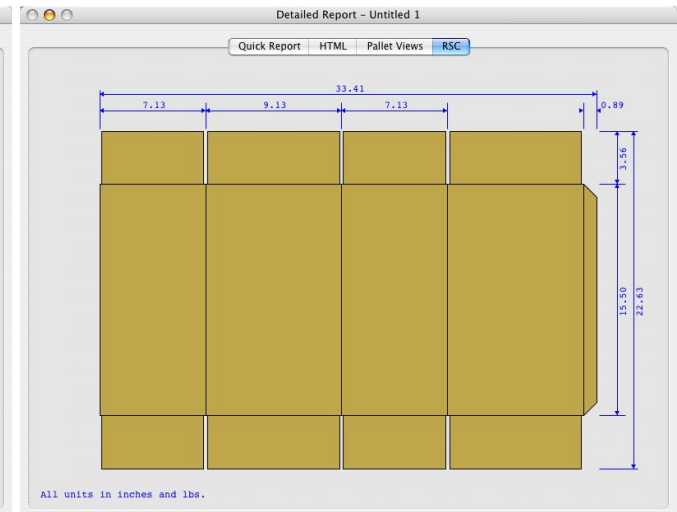 Detailed Report – Untitled 1
Quick Report HTML Pallet Views RSC
33.41
7.13 9.13 7.13 0.89
3.56
15.50
22.63
All units in inches and lbs.